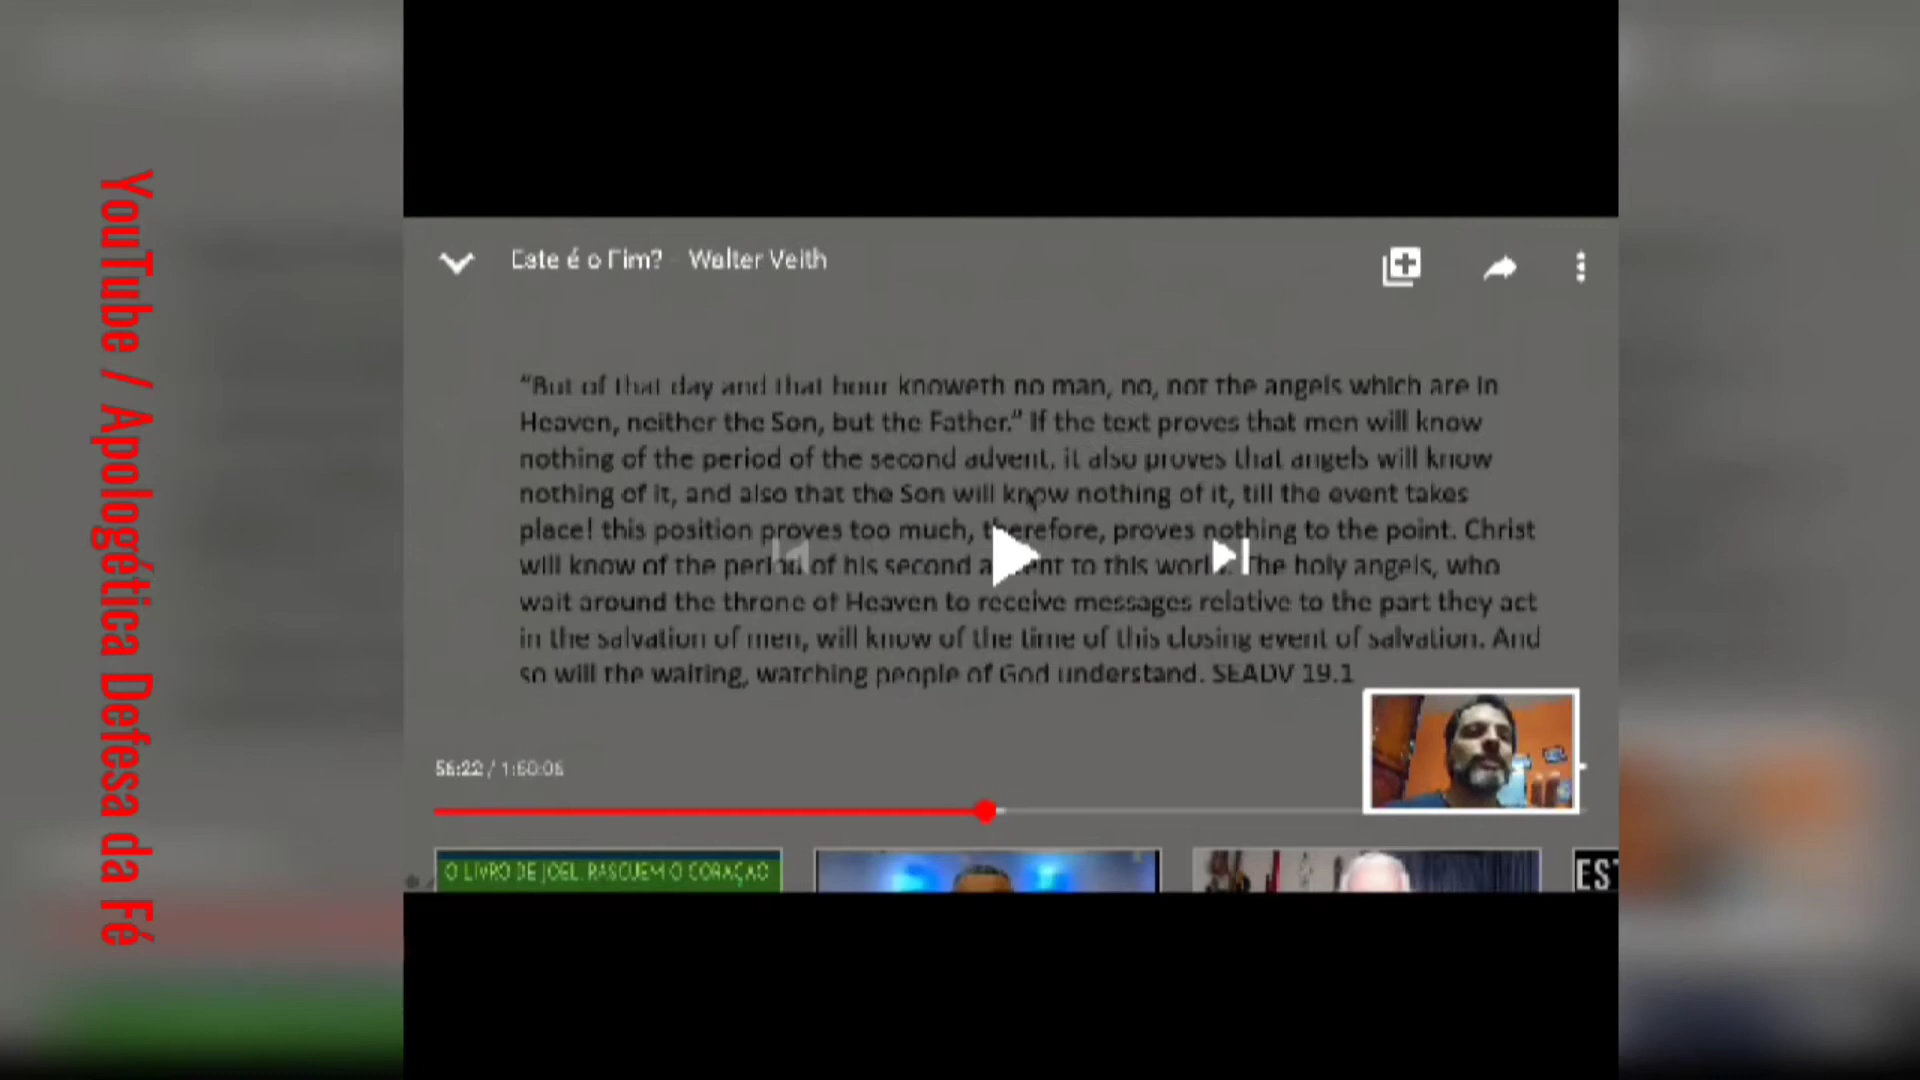 YouTube / Apologética Defesa da Fé
Este é o Fim? - Walter Veith
"But of that day and that hour knoweth no man, no, not the angels which are in
Heaven, neither the Son, but the Father." If the text proves that men will know
nothing of the period of the second advent, it also proves that angels will know
nothing of it, and also that the Son will know nothing of it, till the event takes
place! this position proves too much, therefore, proves nothing to the point. Christ
will know of the period of his second advent to this world. The holy angels, who
wait around the throne of Heaven to receive messages relative to the part they act
in the salvation of men, will know of the time of this closing event of salvation. And
so will the waiting, watching people of God understand. SEADV 19.1
56:22 /
O LIVRO DE JOEL. RASGUEM O CORAÇÃO
EST